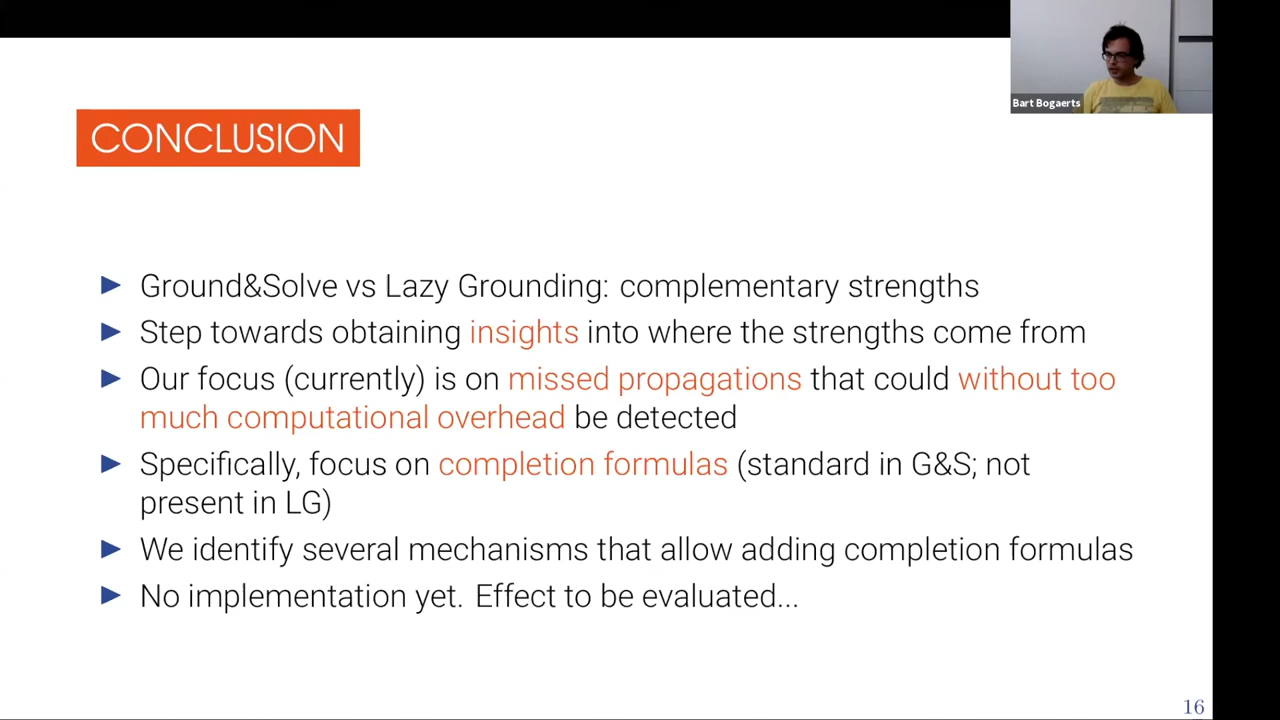 Bart Bogaerts
CONCLUSION
Ground&Solve vs Lazy Grounding: complementary strengths
Step towards obtaining insights into where the strengths come from
Our focus (currently) is on missed propagations that could without too
much computational overhead be detected
Specifically, focus on completion formulas (standard in G&S; not
present in LG)
We identify several mechanisms that allow adding completion formulas
No implementation yet. Effect to be evaluated...
16